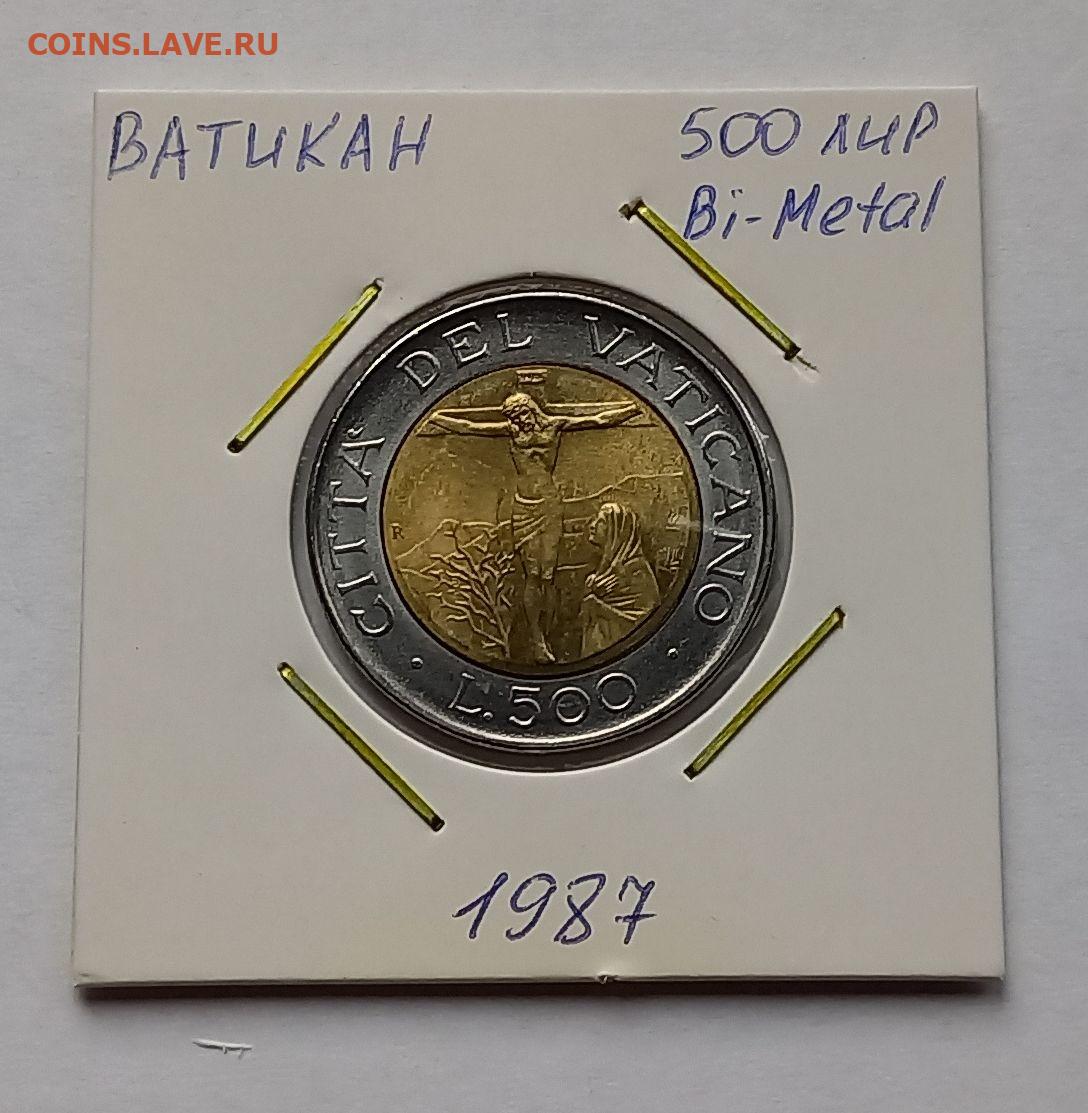 COINS.LAVE.RU
ВАТИКАН
500 лир
Bi-Metal
CITTA' DEL VATICANO
R
L. 500
1987